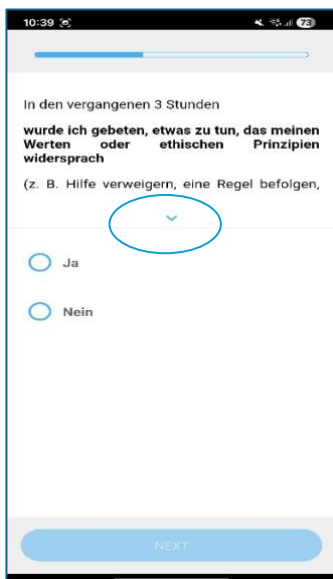 10:39
73
In den vergangenen 3 Stunden
wurde ich gebeten, etwas zu tun, das meinen
Werten oder ethischen Prinzipien
widersprach
(z. B. Hilfe verweigern, eine Regel befolgen,
Ja
Nein
NEXT